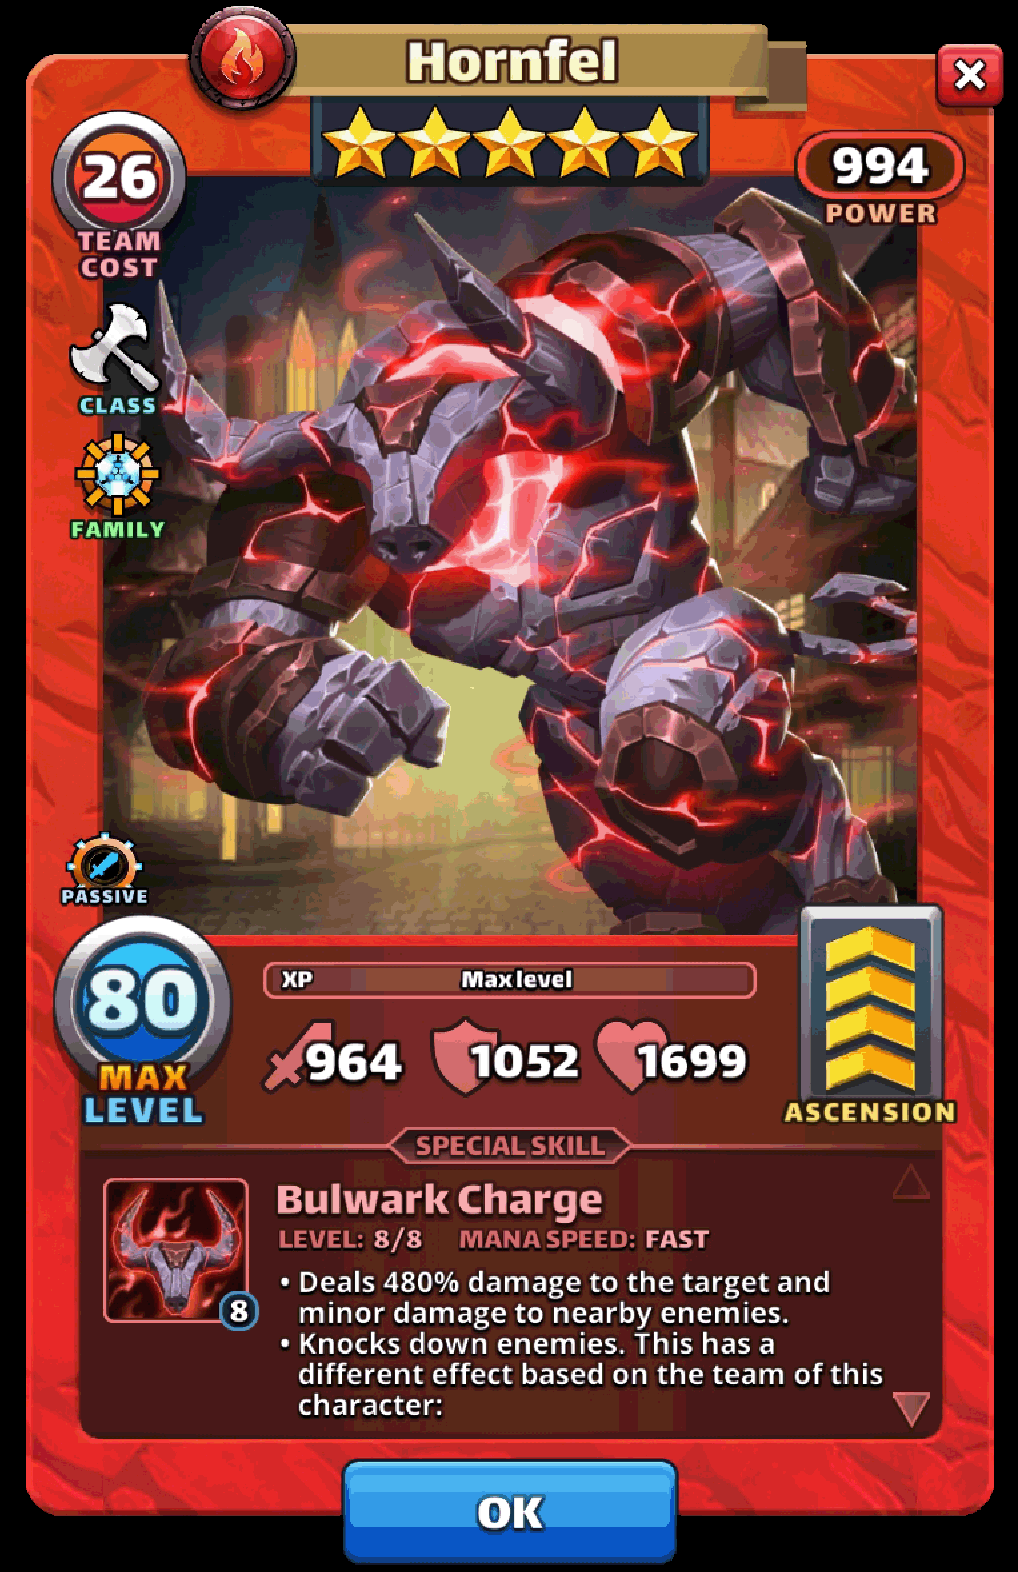 Hornfel
26
TEAM
COST
994
POWER
CLASS
FAMILY
PASSIVE
80
MAX
LEVEL
XP Max level
964 1052 1699
ASCENSION
SPECIAL SKILL
Bulwark Charge
LEVEL: 8/8 MANA SPEED: FAST
8
• Deals 480% damage to the target and
minor damage to nearby enemies.
• Knocks down enemies. This has a
different effect based on the team of this
character:
OK